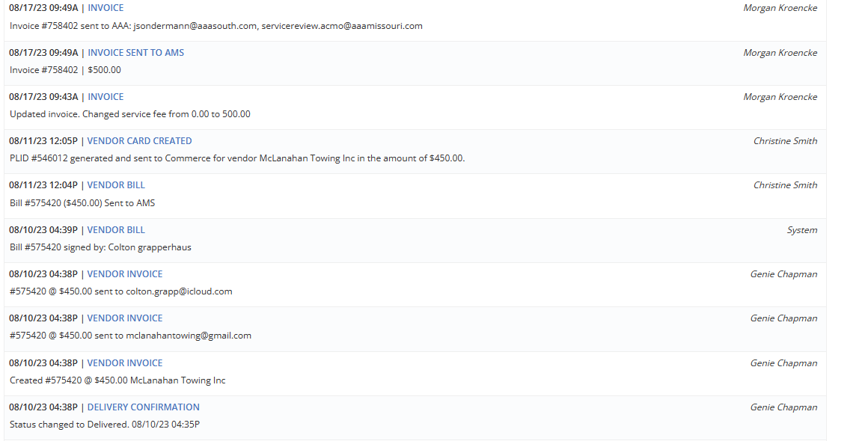 08/17/23 09:49A | INVOICE Morgan Kroencke
Invoice #758402 sent to AAA: jsondermann@aaasouth.com, servicereview.acmo@aaamissouri.com
08/17/23 09:49A | INVOICE SENT TO AMS Morgan Kroencke
Invoice #758402 | $500.00
08/17/23 09:43A | INVOICE Morgan Kroencke
Updated invoice. Changed service fee from 0.00 to 500.00
08/11/23 12:05P | VENDOR CARD CREATED Christine Smith
PLID #546012 generated and sent to Commerce for vendor McLanahan Towing Inc in the amount of $450.00.
08/11/23 12:04P | VENDOR BILL Christine Smith
Bill #575420 ($450.00) Sent to AMS
08/10/23 04:39P | VENDOR BILL System
Bill #575420 signed by: Colton grapperhaus
08/10/23 04:38P | VENDOR INVOICE Genie Chapman
#575420 @ $450.00 sent to colton.grapp@icloud.com
08/10/23 04:38P | VENDOR INVOICE Genie Chapman
#575420 @ $450.00 sent to mclanahantowing@gmail.com
08/10/23 04:38P | VENDOR INVOICE Genie Chapman
Created #575420 @ $450.00 McLanahan Towing Inc
08/10/23 04:38P | DELIVERY CONFIRMATION Genie Chapman
Status changed to Delivered. 08/10/23 04:35P